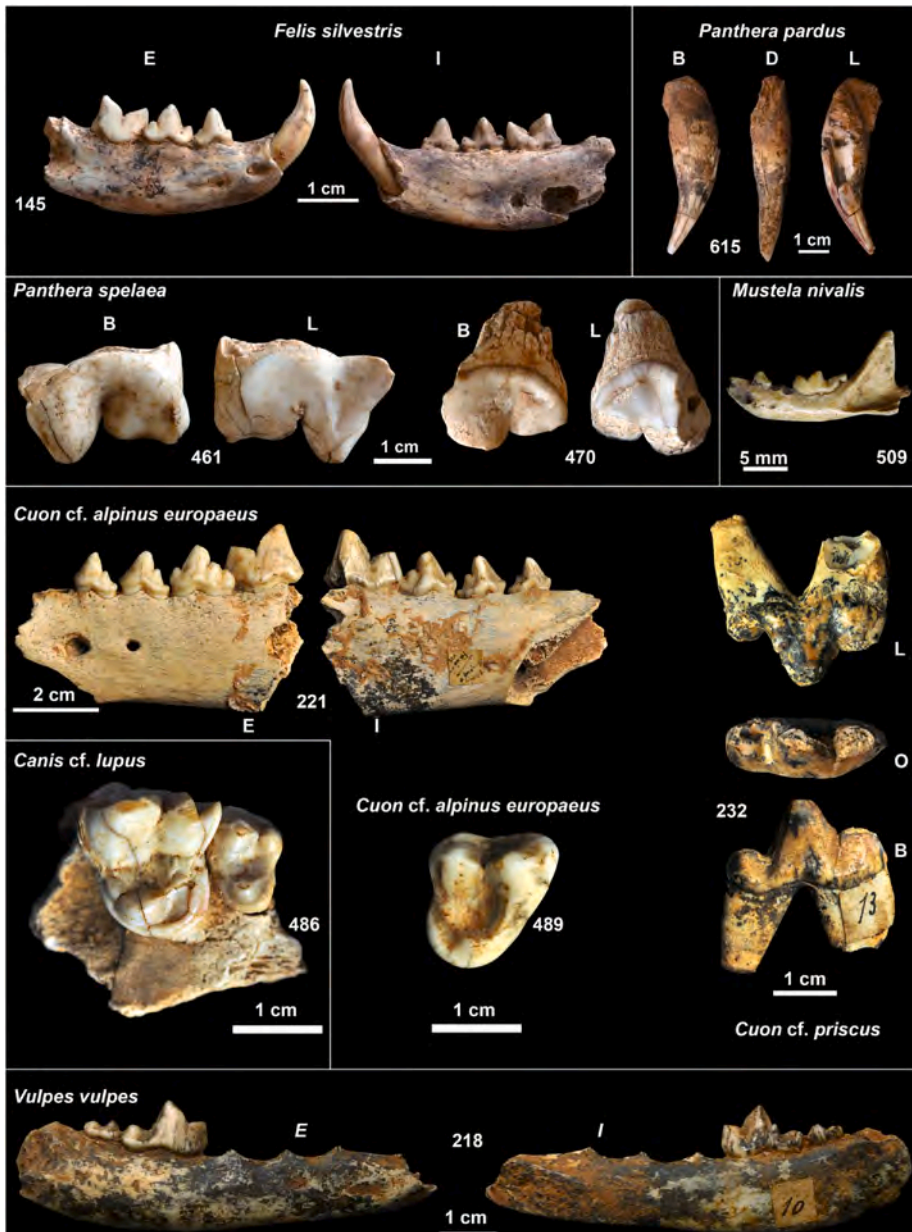 Felis silvestris
E
I
1 cm
145
Panthera pardus
B
D
L
615
1 cm
Panthera spelaea
B
L
B
L
461
1 cm
470
Mustela nivalis
5 mm
509
Cuon cf. alpinus europaeus
2 cm
221
E
I
L
O
232
B
13
1 cm
Cuon cf. priscus
Canis cf. lupus
486
1 cm
Cuon cf. alpinus europaeus
489
1 cm
Vulpes vulpes
E
218
I
1 cm
10